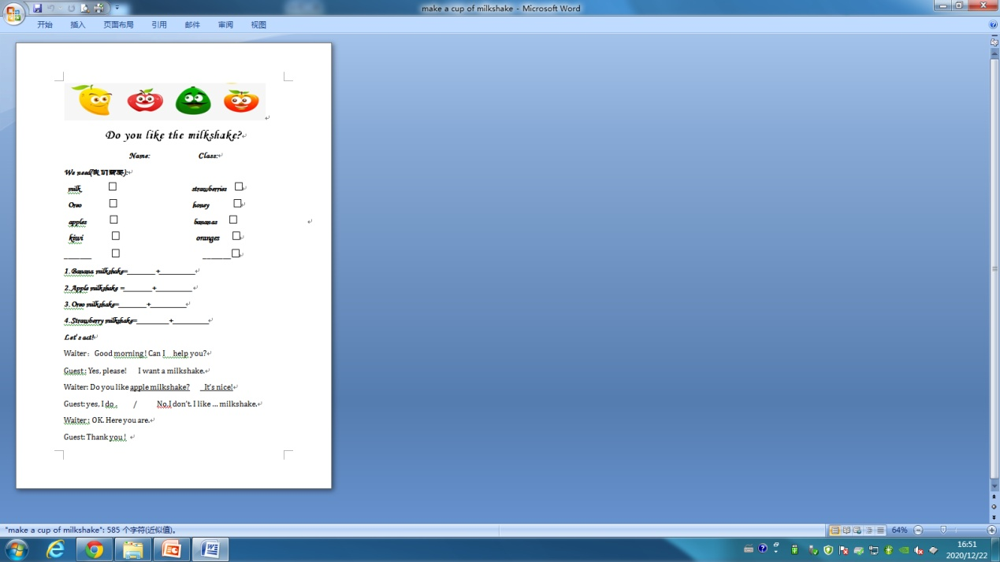 make a cup of milkshake - Microsoft Word
开始 插入 页面布局 引用 邮件 审阅 视图
Do you like the milkshake?
Name: Class:
We need(我们需要):
milk strawberries
Oreo honey
apples bananas
kiwi oranges
_______ _______
1. Banana milkshake=_______+_________
2. Apple milkshake =_______+_________
3. Oreo milkshake=_______+_________
4. Strawberry milkshake=________+_________
Let's act!
Waiter: Good morning! Can I help you?
Guest: Yes, please! I want a milkshake.
Waiter: Do you like apple milkshake? It's nice!
Guest: yes, I do . / No,I don't. I like ... milkshake.
Waiter : OK. Here you are.
Guest: Thank you !
"make a cup of milkshake": 585 个字符(近似值)。 64%
16:51
2020/12/22